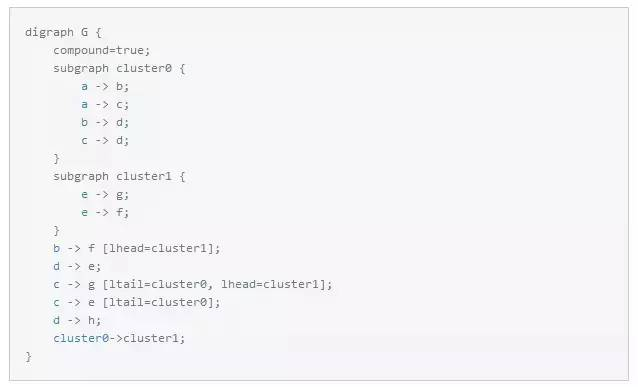 digraph G {
    compound=true;
    subgraph cluster0 {
        a -> b;
        a -> c;
        b -> d;
        c -> d;
    }
    subgraph cluster1 {
        e -> g;
        e -> f;
    }
    b -> f [lhead=cluster1];
    d -> e;
    c -> g [ltail=cluster0, lhead=cluster1];
    c -> e [ltail=cluster0];
    d -> h;
    cluster0->cluster1;
}